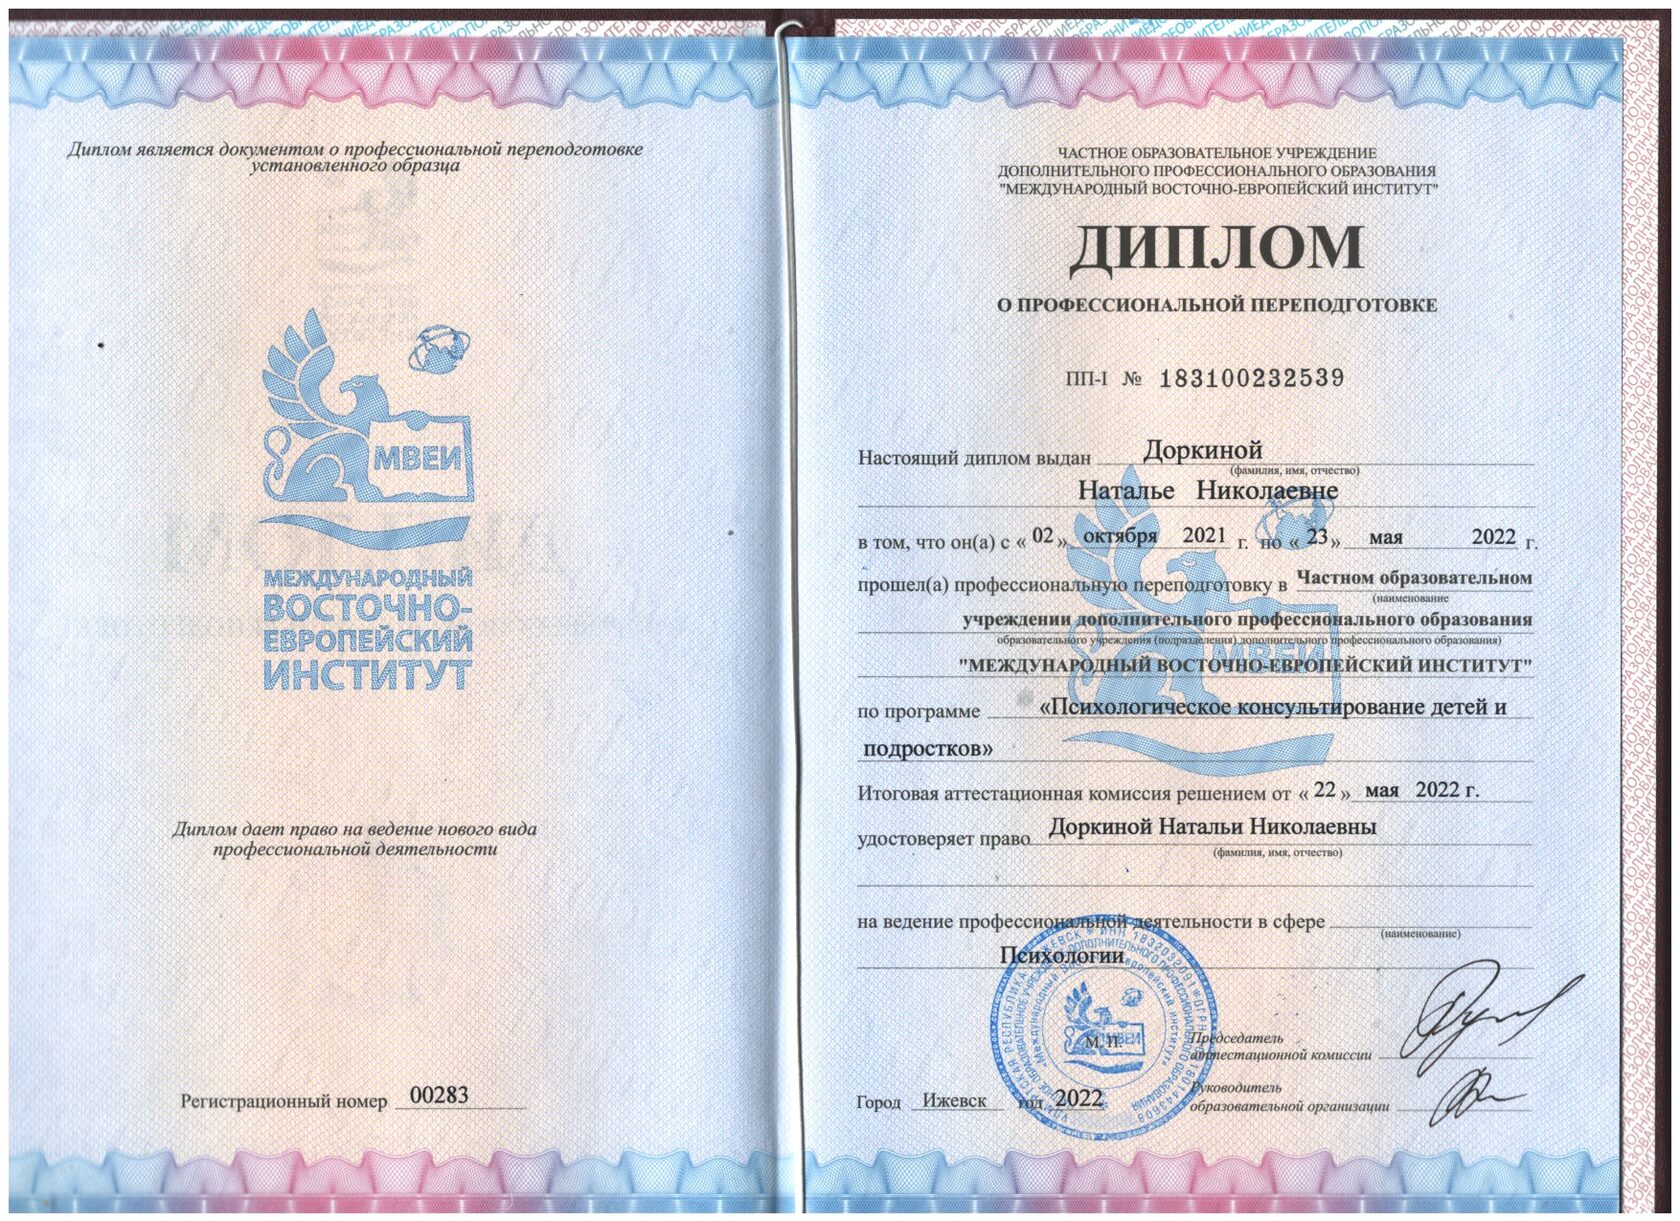 Диплом является документом о профессиональной переподготовке
установленного образца
МВЕИ
МЕЖДУНАРОДНЫЙ
ВОСТОЧНО-
ЕВРОПЕЙСКИЙ
ИНСТИТУТ
Диплом дает право на ведение нового вида
профессиональной деятельности
Регистрационный номер 00283
ЧАСТНОЕ ОБРАЗОВАТЕЛЬНОЕ УЧРЕЖДЕНИЕ
ДОПОЛНИТЕЛЬНОГО ПРОФЕССИОНАЛЬНОГО ОБРАЗОВАНИЯ
"МЕЖДУНАРОДНЫЙ ВОСТОЧНО-ЕВРОПЕЙСКИЙ ИНСТИТУТ"
ДИПЛОМ
О ПРОФЕССИОНАЛЬНОЙ ПЕРЕПОДГОТОВКЕ
ПП-I № 183100232539
Настоящий диплом выдан Доркиной
(фамилия, имя, отчество)
Наталье Николаевне
в том, что он(а) с « 02 » октября 2021 г. по « 23 » мая 2022 г.
прошел(а) профессиональную переподготовку в Частном образовательном
(наименование
учреждении дополнительного профессионального образования
образовательного учреждения (подразделения) дополнительного профессионального образования)
"МЕЖДУНАРОДНЫЙ ВОСТОЧНО-ЕВРОПЕЙСКИЙ ИНСТИТУТ"
МВЕИ
по программе «Психологическое консультирование детей и
подростков»
Итоговая аттестационная комиссия решением от « 22 » мая 2022 г.
удостоверяет право Доркиной Натальи Николаевны
(фамилия, имя, отчество)
на ведение профессиональной деятельности в сфере
(наименование)
Психологии
МВЕИ
М. П.
Председатель
аттестационной комиссии
Руководитель
образовательной организации
Город Ижевск год 2022